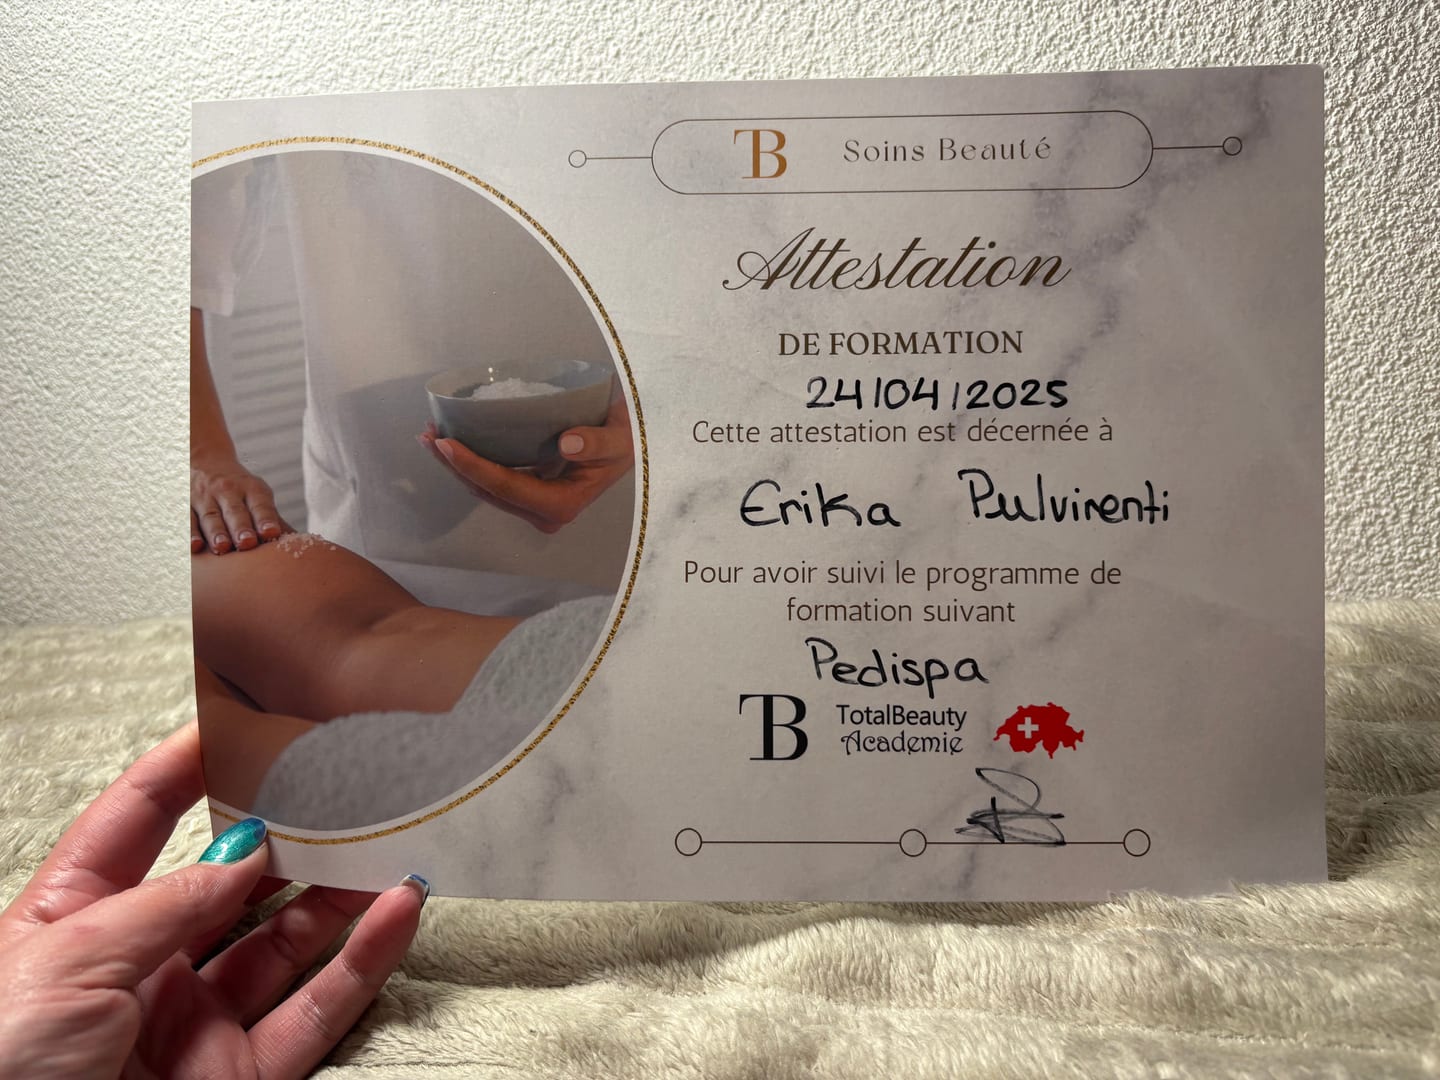 TB Soins Beauté
Attestation
DE FORMATION
24/04/2025
Cette attestation est décernée à
Erika Pulvirenti
Pour avoir suivi le programme de
formation suivant
Pedispa
TB TotalBeauty
Academie